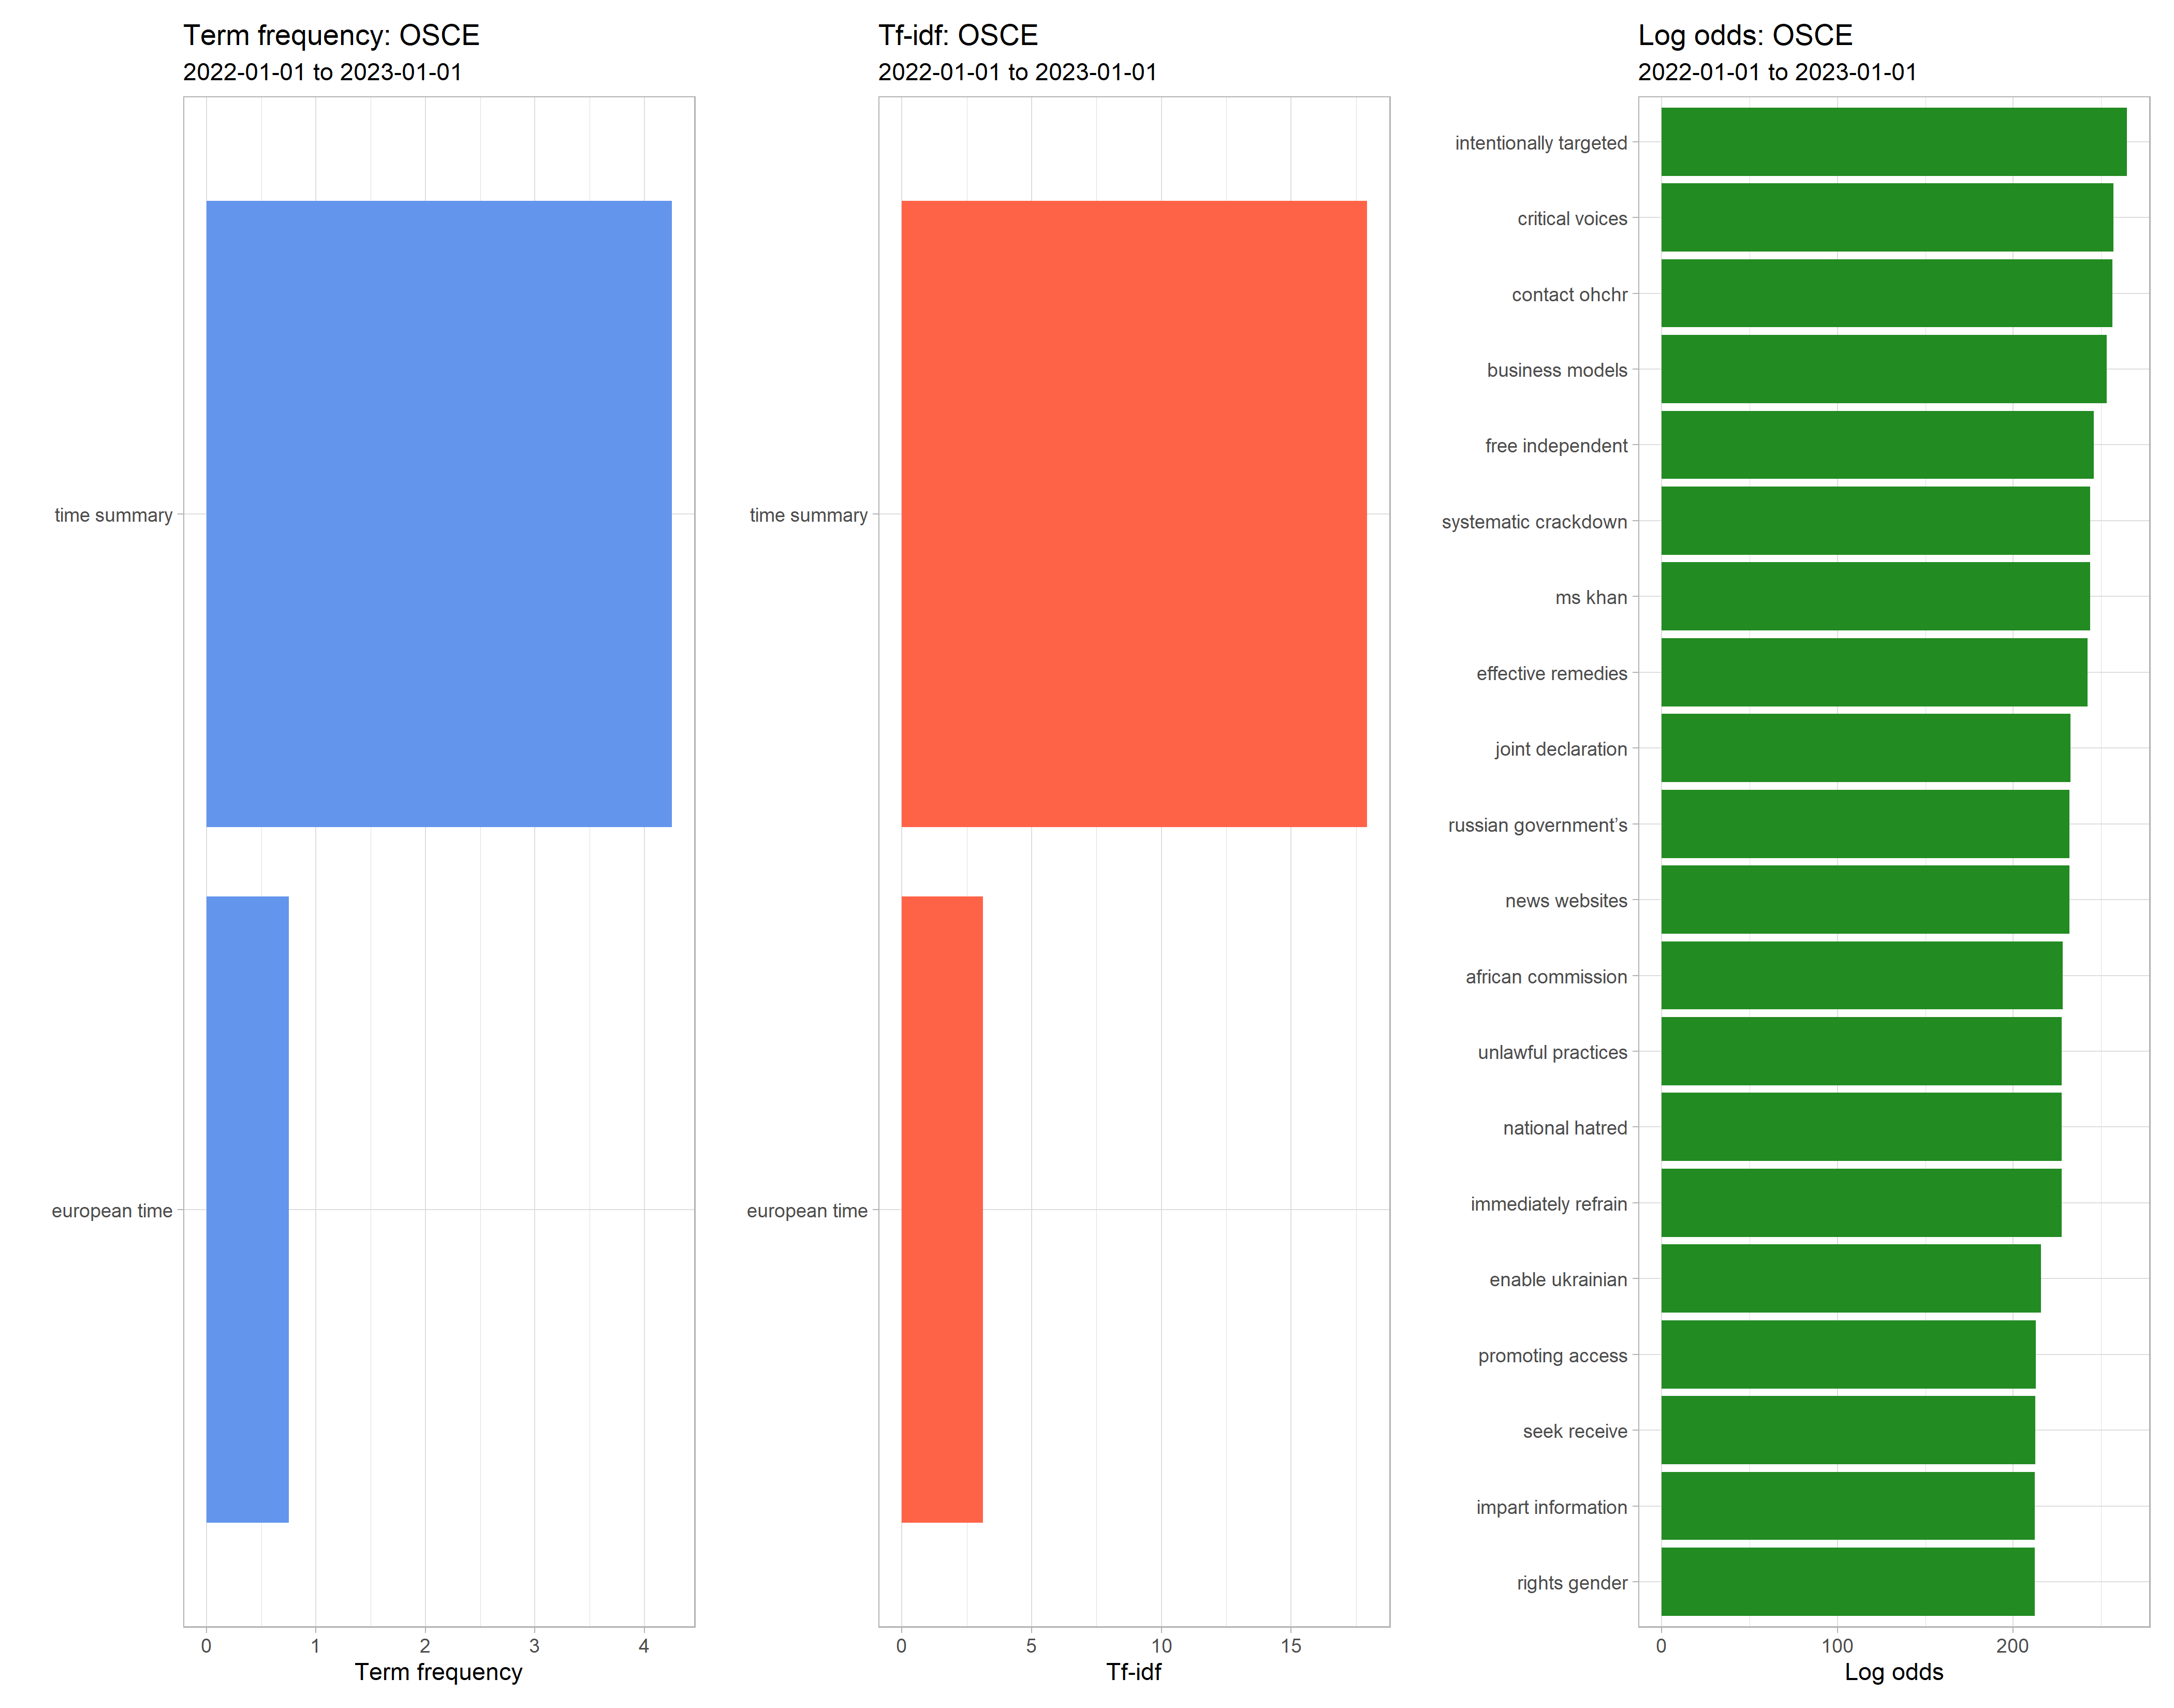 Term frequency: OSCE
2022-01-01 to 2023-01-01
time summary
european time
0 1 2 3 4
Term frequency
Tf-idf: OSCE
2022-01-01 to 2023-01-01
time summary
european time
0 5 10 15
Tf-idf
Log odds: OSCE
2022-01-01 to 2023-01-01
intentionally targeted
critical voices
contact ohchr
business models
free independent
systematic crackdown
ms khan
effective remedies
joint declaration
russian government’s
news websites
african commission
unlawful practices
national hatred
immediately refrain
enable ukrainian
promoting access
seek receive
impart information
rights gender
0 100 200
Log odds